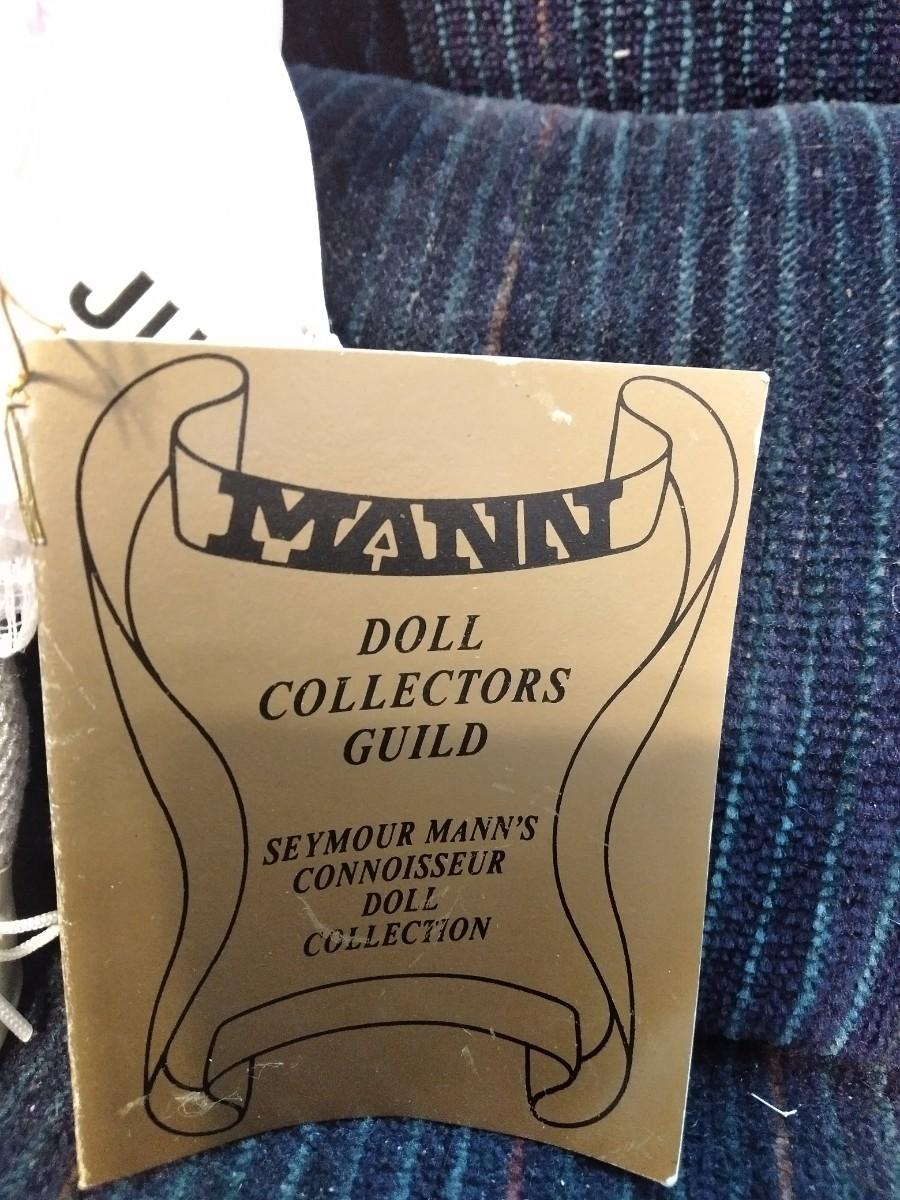 MANN
DOLL
COLLECTORS
GUILD
SEYMOUR MANN'S
CONNOISSEUR
DOLL
COLLECTION